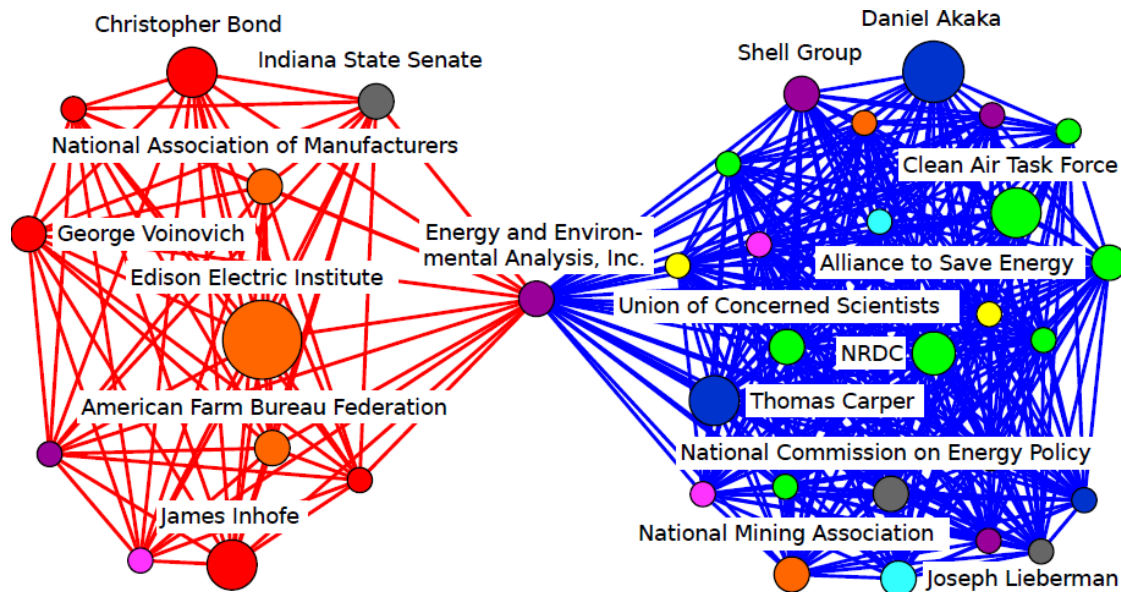 Christopher Bond
Daniel Akaka
Indiana State Senate
Shell Group
National Association of Manufacturers
Clean Air Task Force
George Voinovich
Energy and Environ-
mental Analysis, Inc.
Alliance to Save Energy
Edison Electric Institute
Union of Concerned Scientists
NRDC
American Farm Bureau Federation
Thomas Carper
National Commission on Energy Policy
James Inhofe
National Mining Association
Joseph Lieberman